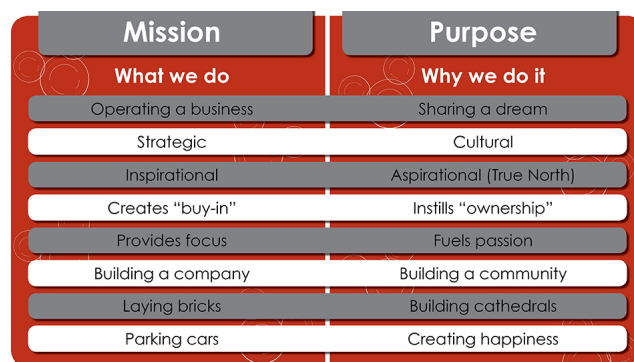 Mission Purpose
What we do Why we do it
Operating a business Sharing a dream
Strategic Cultural
Inspirational Aspirational (True North)
Creates “buy-in” Instills “ownership”
Provides focus Fuels passion
Building a company Building a community
Laying bricks Building cathedrals
Parking cars Creating happiness